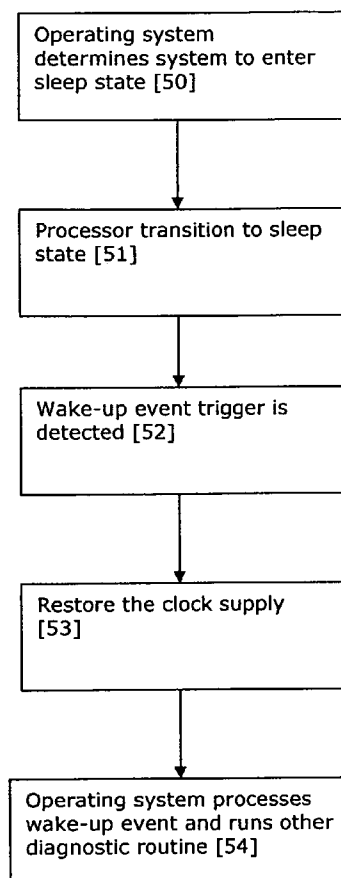 Operating system
determines system to enter
sleep state [50]
Processor transition to sleep
state [51]
Wake-up event trigger is
detected [52]
Restore the clock supply
[53]
Operating system processes
wake-up event and runs other
diagnostic routine [54]